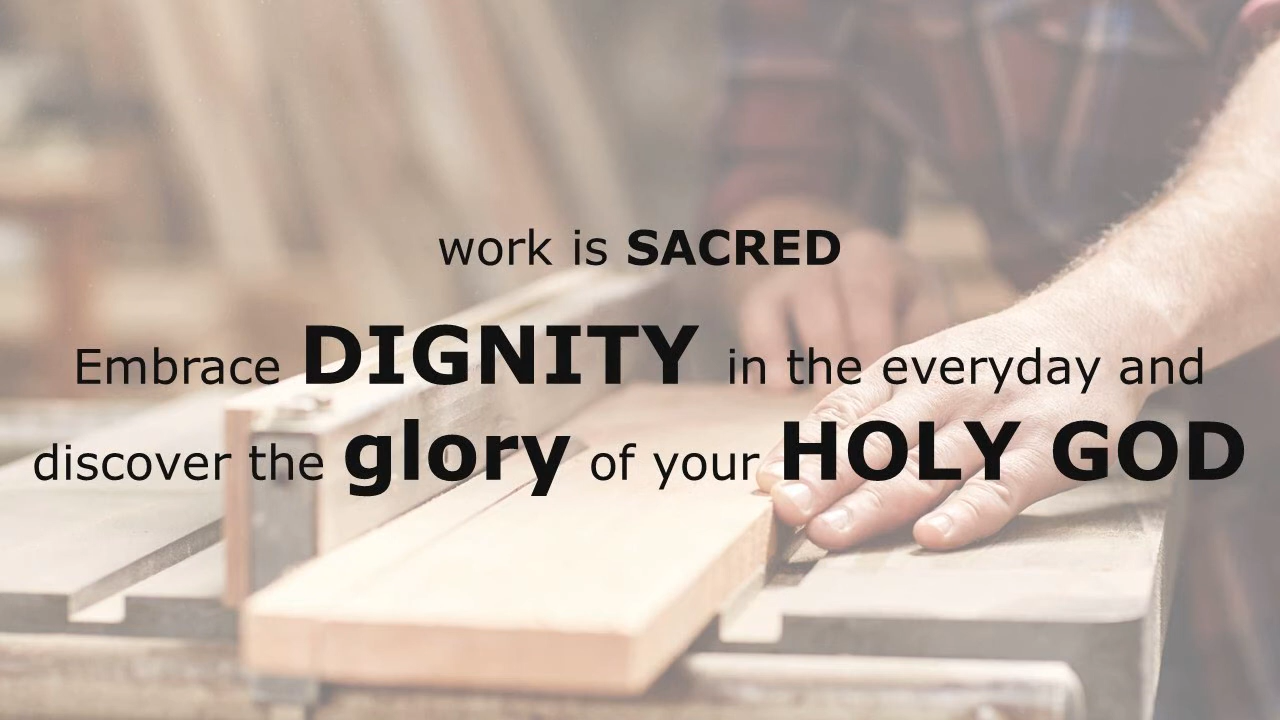 work is SACRED
Embrace DIGNITY in the everyday and
discover the glory of your HOLY GOD